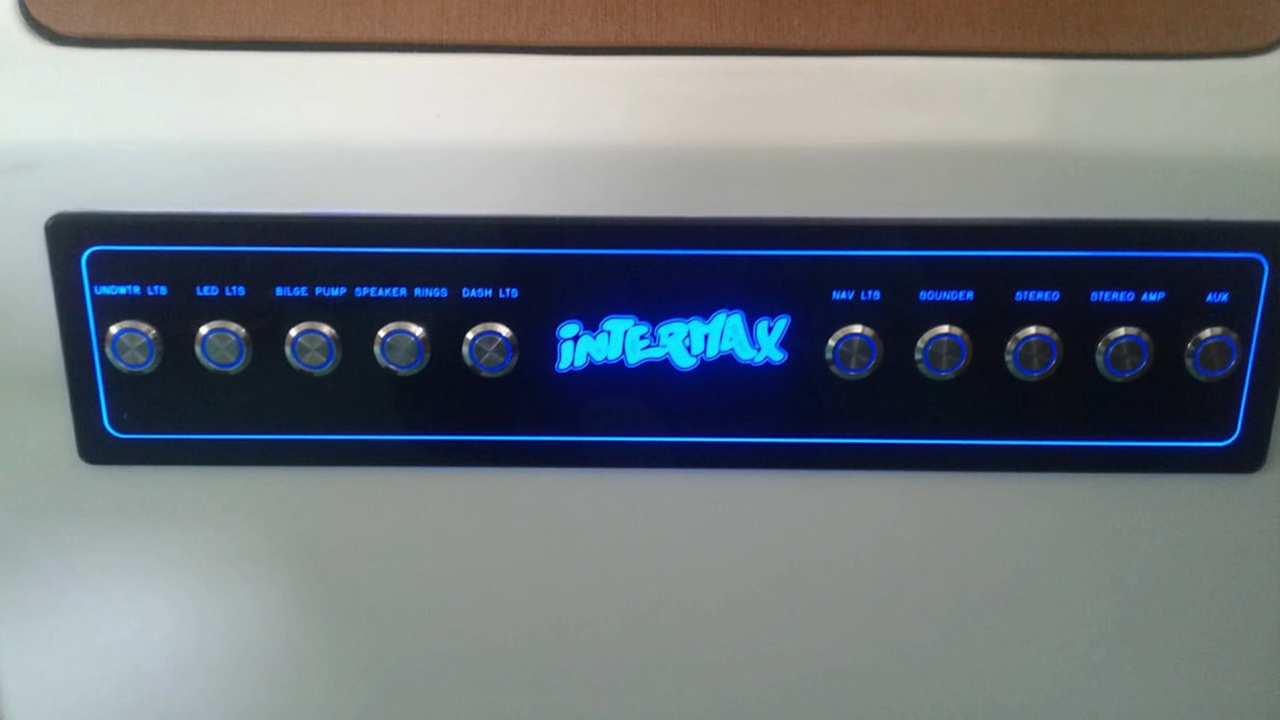 UNDWTR LTS
LED LTS
BILGE PUMP
SPEAKER RINGS
DASH LTS
iNTERMAX
NAV LTS
SOUNDER
STEREO
STEREO AMP
AUX